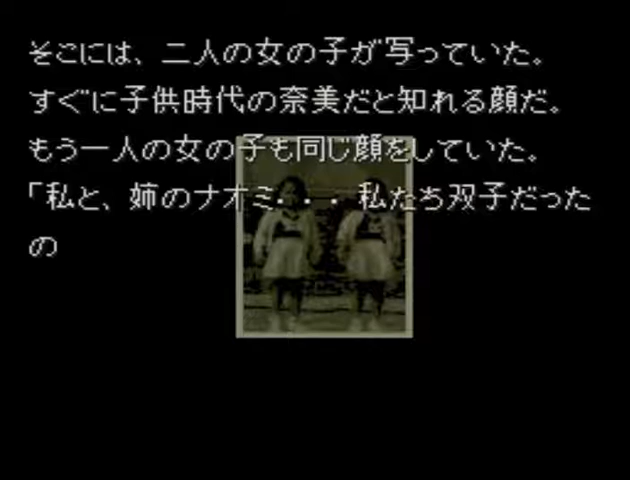 そこには、二人の女の子が写っていた。
すぐに子供時代の奈美だと知れる顔だ。
もう一人の女の子も同じ顔をしていた。
「私と、姉のナオミ・・・私たち双子だった
の